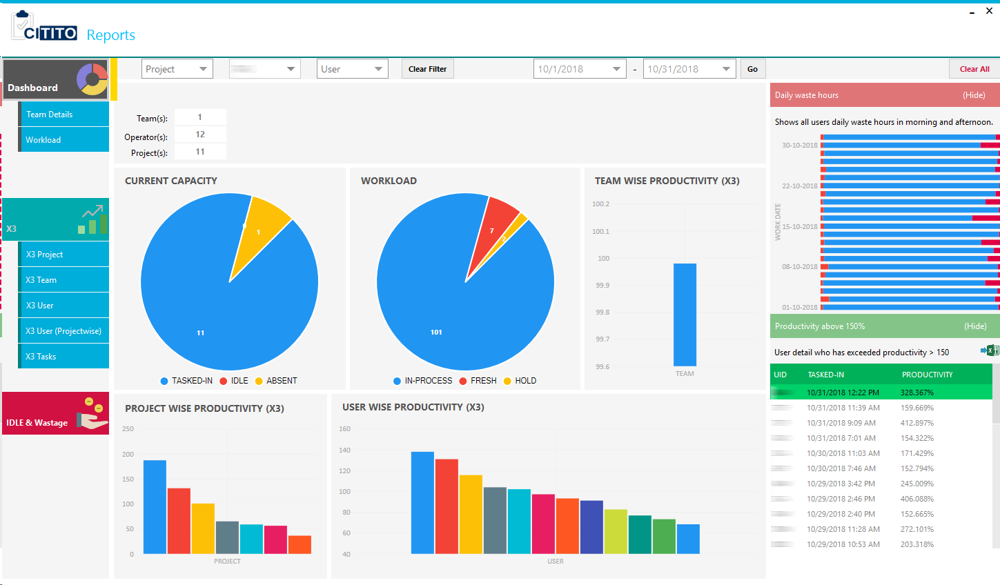 CITITO Reports
Dashboard
Team Details
Workload
X3
X3 Project
X3 Team
X3 User
X3 User (Projectwise)
X3 Tasks
IDLE & Wastage
Project User Clear Filter 10/1/2018 - 10/31/2018 Go Clear All
Team(s): 1
Operator(s): 12
Project(s): 11
CURRENT CAPACITY
1
11
TASKED-IN IDLE ABSENT
WORKLOAD
7
2
101
IN-PROCESS FRESH HOLD
TEAM WISE PRODUCTIVITY (X3)
100.2
100.1
100
99.9
99.8
99.7
99.6
TEAM
PROJECT WISE PRODUCTIVITY (X3)
250
200
150
100
50
0
PROJECT
USER WISE PRODUCTIVITY (X3)
160
140
120
100
80
60
40
USER
Daily waste hours (Hide)
Shows all users daily waste hours in morning and afternoon.
WORK DATE
30-10-2018
22-10-2018
15-10-2018
08-10-2018
01-10-2018
Productivity above 150% (Hide)
User detail who has exceeded productivity > 150
UID TASKED-IN PRODUCTIVITY
10/31/2018 12:22 PM 328.367%
10/31/2018 11:39 AM 159.669%
10/31/2018 9:09 AM 412.897%
10/31/2018 7:01 AM 154.322%
10/30/2018 11:03 AM 171.429%
10/30/2018 7:46 AM 152.794%
10/29/2018 3:42 PM 245.009%
10/29/2018 2:46 PM 406.088%
10/29/2018 2:40 PM 152.665%
10/29/2018 11:28 AM 272.101%
10/29/2018 10:53 AM 203.318%